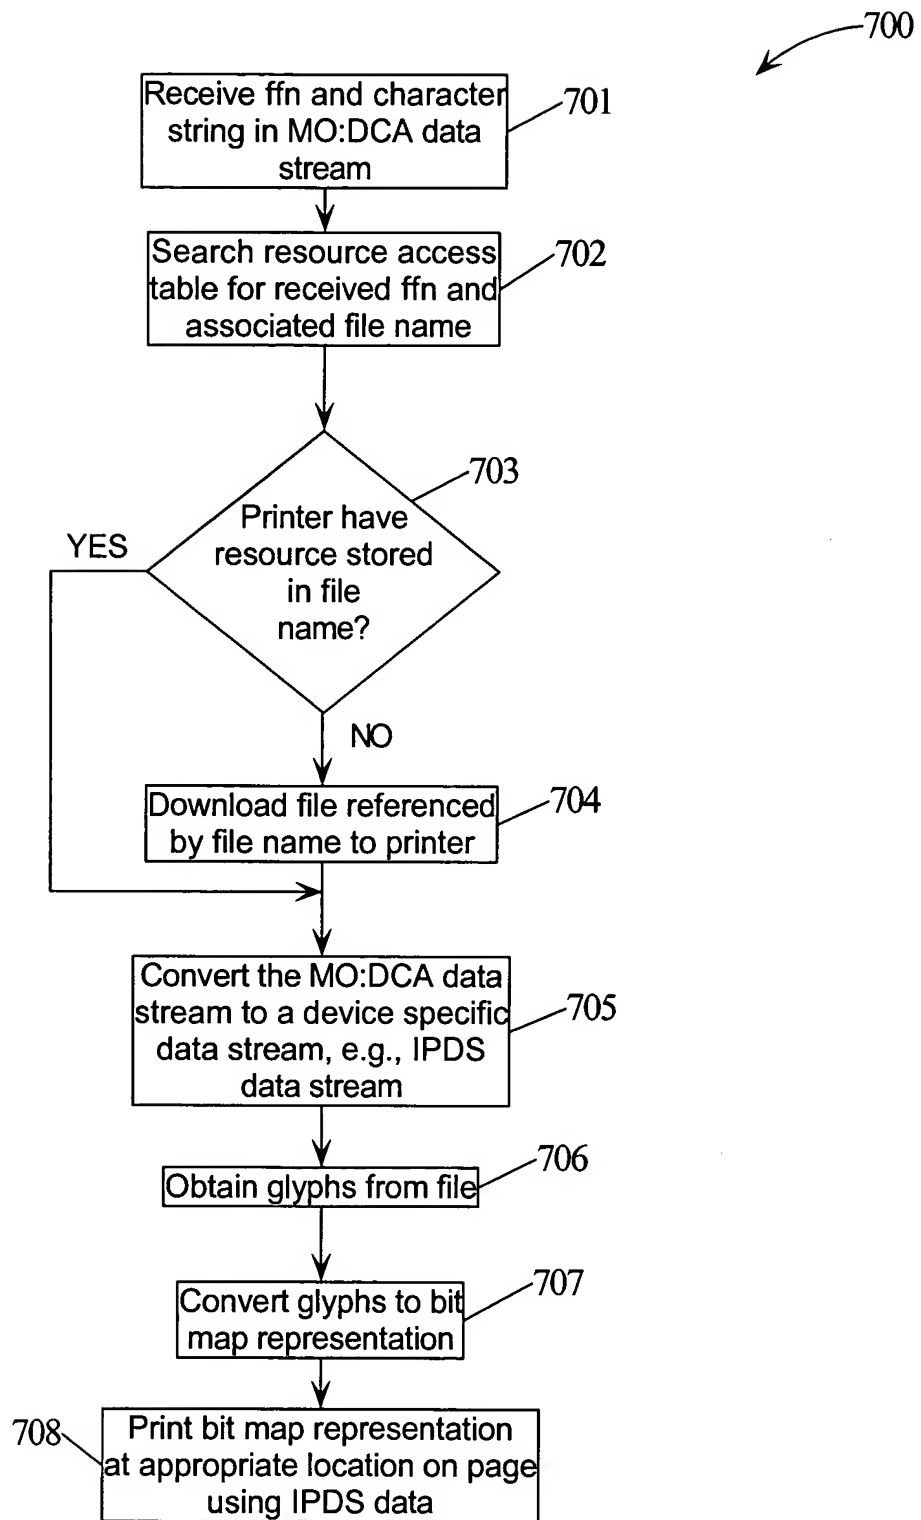 700
Receive ffn and character
string in MO:DCA data
stream
701
Search resource access
table for received ffn and
associated file name
702
703
Printer have
resource stored
in file
name?
YES
NO
Download file referenced
by file name to printer
704
Convert the MO:DCA data
stream to a device specific
data stream, e.g., IPDS
data stream
705
Obtain glyphs from file
706
Convert glyphs to bit
map representation
707
708
Print bit map representation
at appropriate location on page
using IPDS data